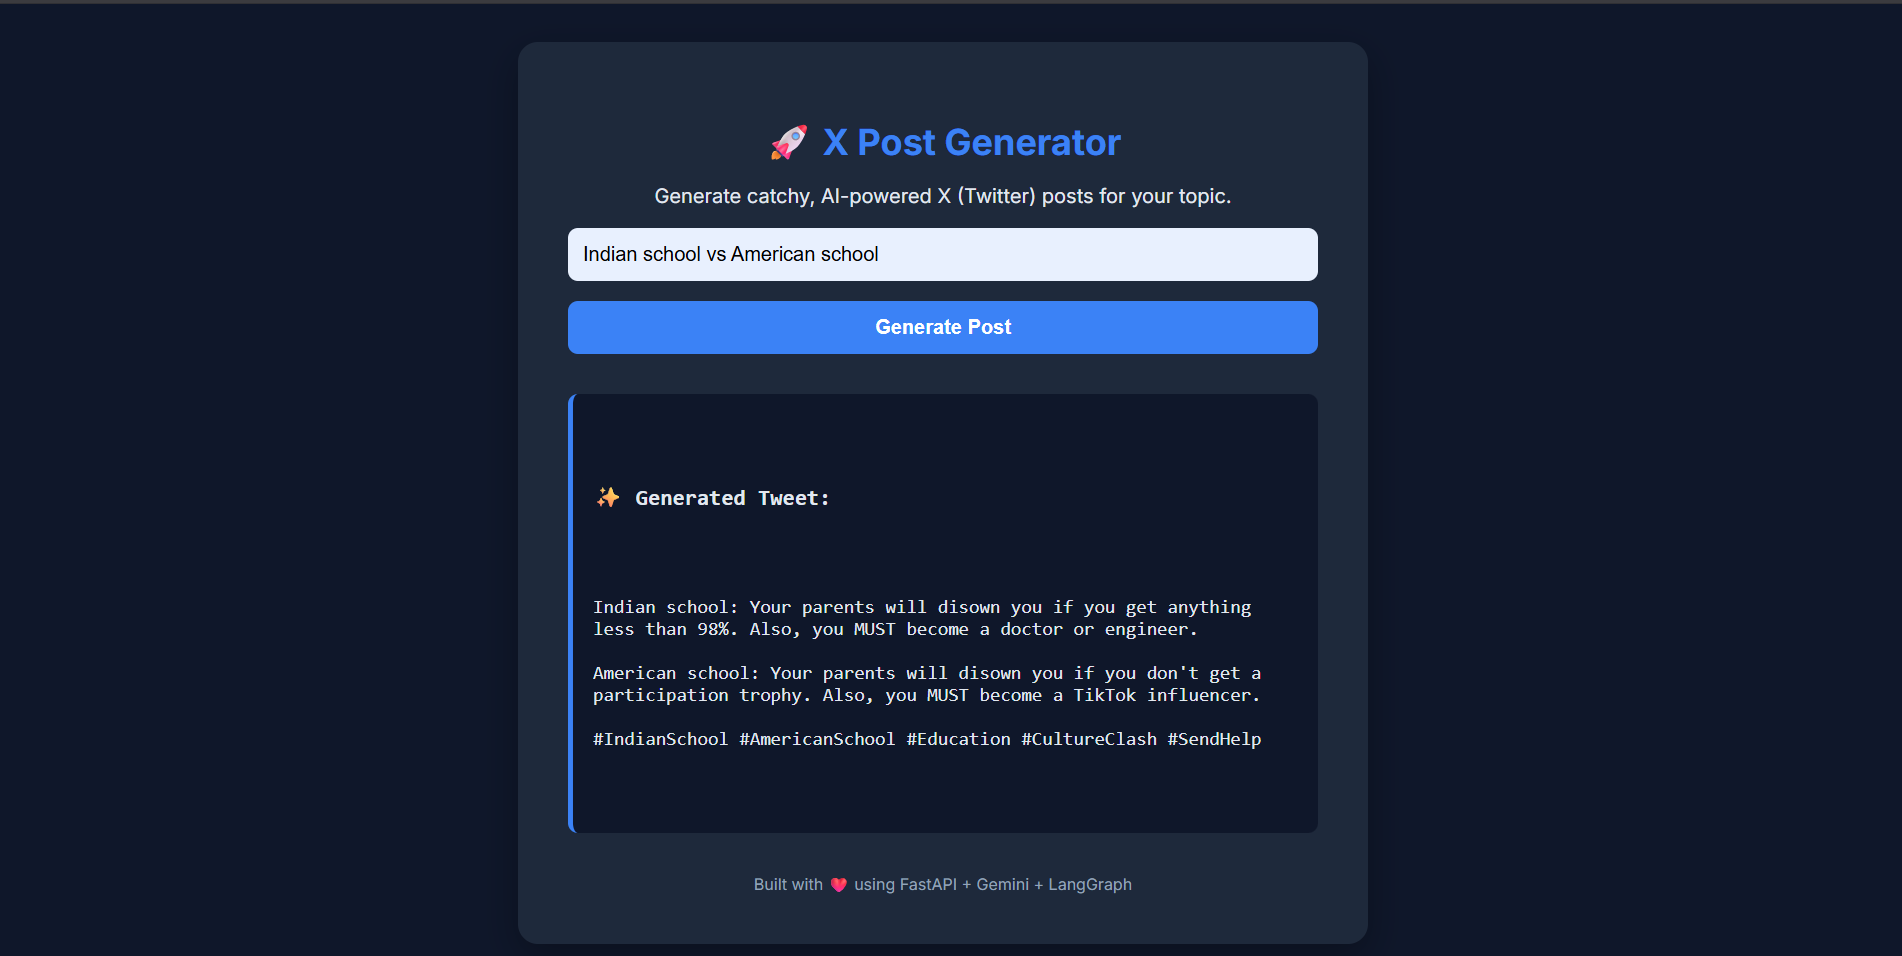 🚀 X Post Generator
Generate catchy, AI-powered X (Twitter) posts for your topic.
Indian school vs American school
Generate Post
✨ Generated Tweet:
Indian school: Your parents will disown you if you get anything
less than 98%. Also, you MUST become a doctor or engineer.
American school: Your parents will disown you if you don't get a
participation trophy. Also, you MUST become a TikTok influencer.
#IndianSchool #AmericanSchool #Education #CultureClash #SendHelp
Built with ❤️ using FastAPI + Gemini + LangGraph